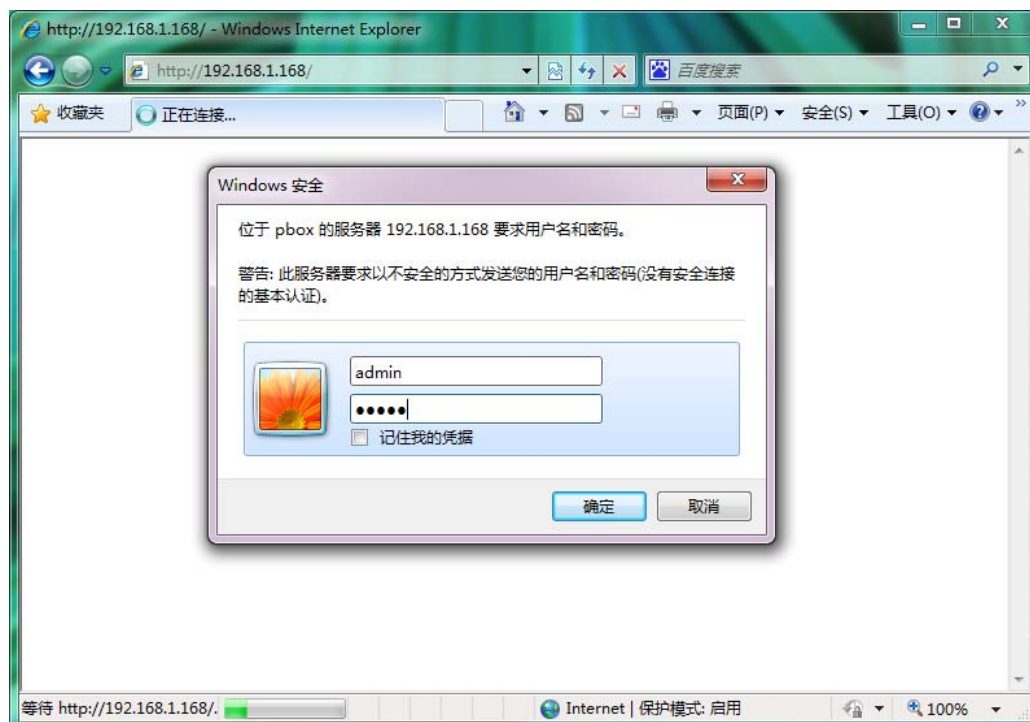 http://192.168.1.168/ - Windows Internet Explorer
http://192.168.1.168/
百度搜索
收藏夹
正在连接...
页面(P)
安全(S)
工具(O)
Windows 安全
位于 pbox 的服务器 192.168.1.168 要求用户名和密码。
警告: 此服务器要求以不安全的方式发送您的用户名和密码(没有安全连接
的基本认证)。
admin
●●●●●
记住我的凭据
确定
取消
等待 http://192.168.1.168/.
Internet | 保护模式: 启用
100%